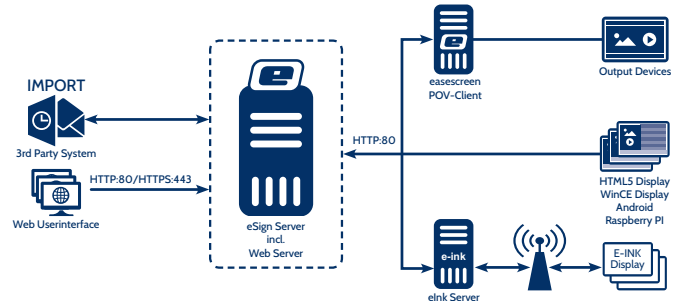 IMPORT
3rd Party System
HTTP:80/HTTPS:443
Web Userinterface
e
eSign Server
incl.
Web Server
HTTP:80
e
easescreen
POV-Client
Output Devices
HTML5 Display
WinCE Display
Android
Raspberry PI
e-ink
eInk Server
E-INK
Display